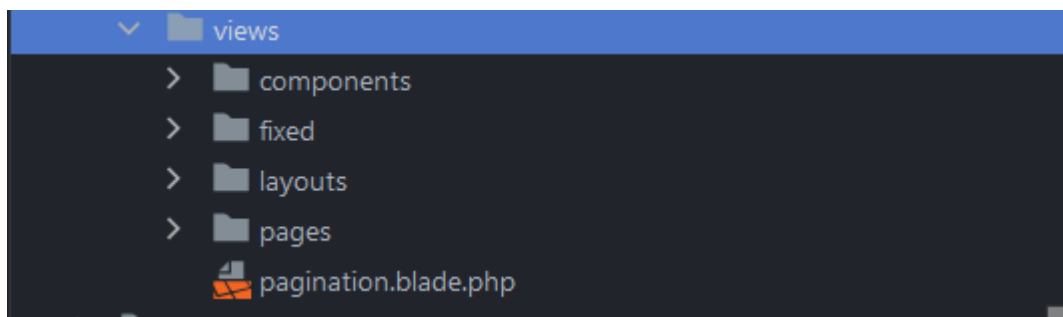 views
components
fixed
layouts
pages
pagination.blade.php